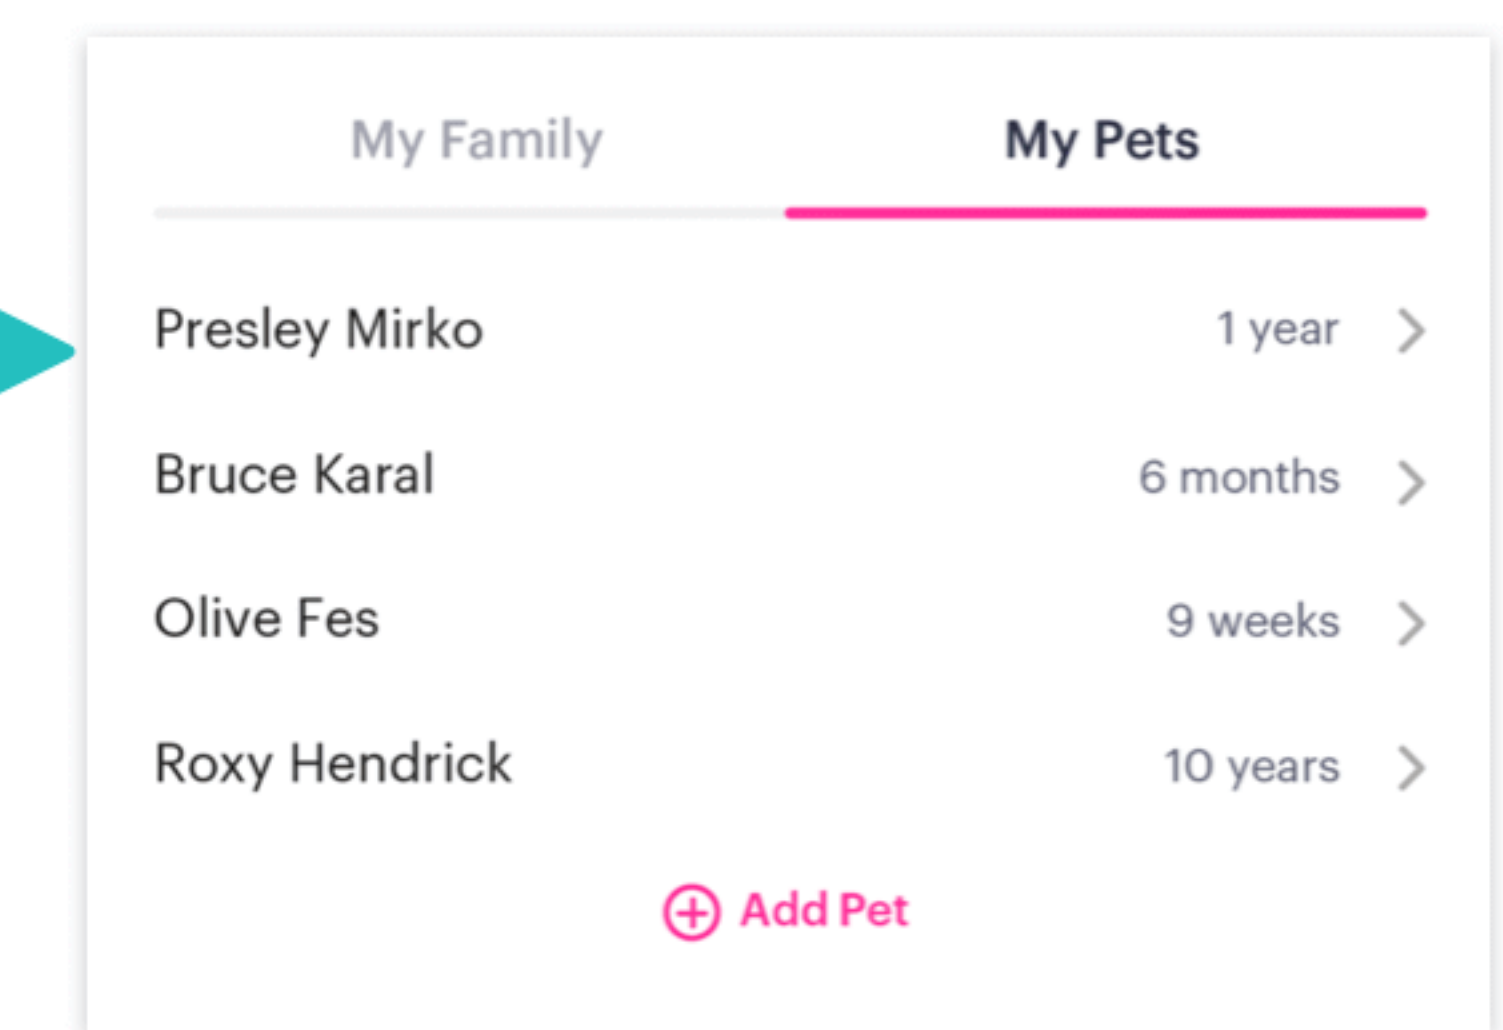 My Family My Pets
Presley Mirko 1 year
Bruce Karal 6 months
Olive Fes 9 weeks
Roxy Hendrick 10 years
Add Pet